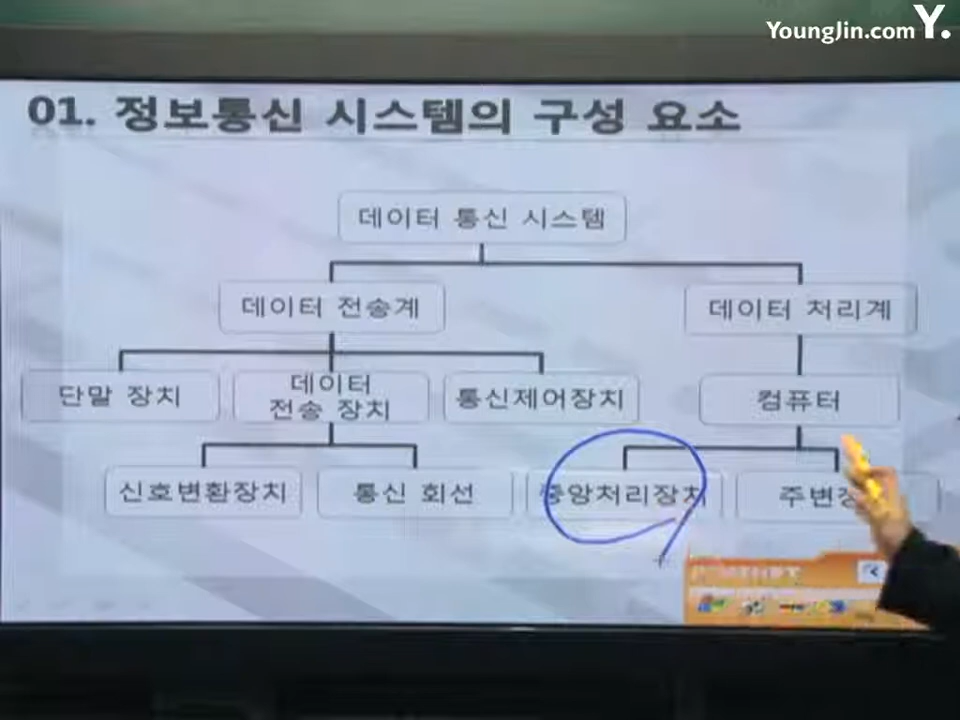 YoungJin.com Y.
01. 정보통신 시스템의 구성 요소
데이터 통신 시스템
데이터 전송계
데이터 처리계
단말 장치
데이터
전송 장치
통신제어장치
컴퓨터
신호변환장치
통신 회선
중앙처리장치
주변장